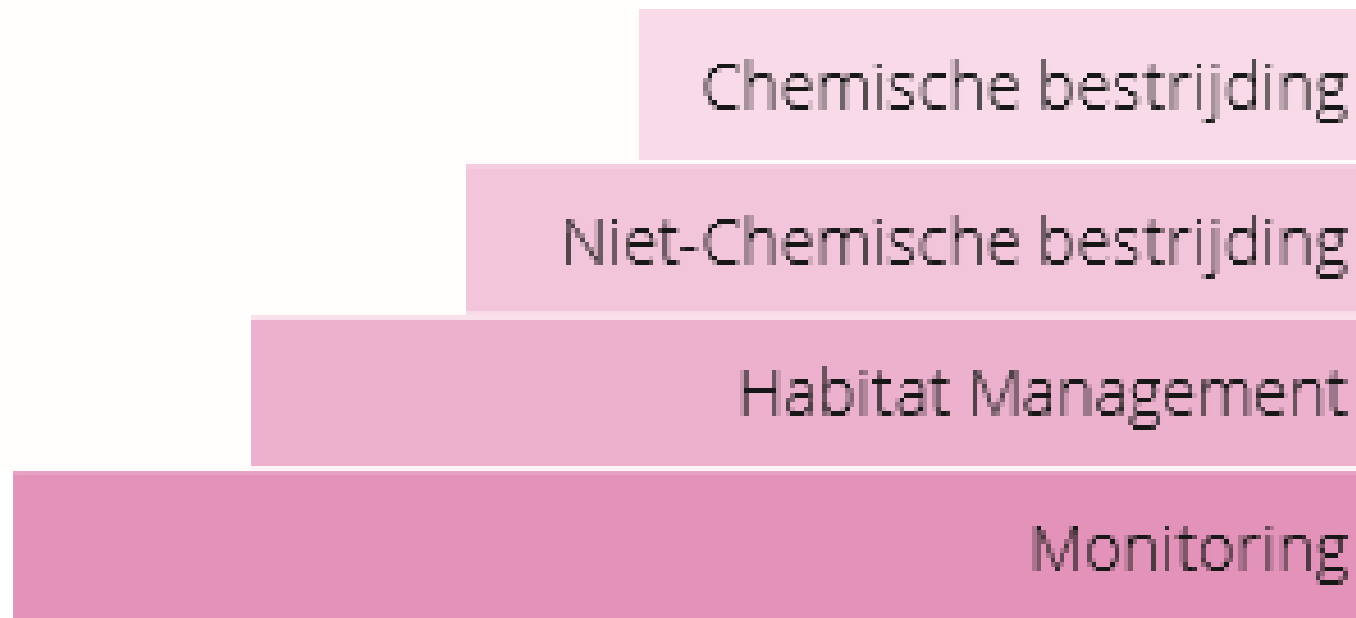 Chemische bestrijding
Niet-Chemische bestrijding
Habitat Management
Monitoring